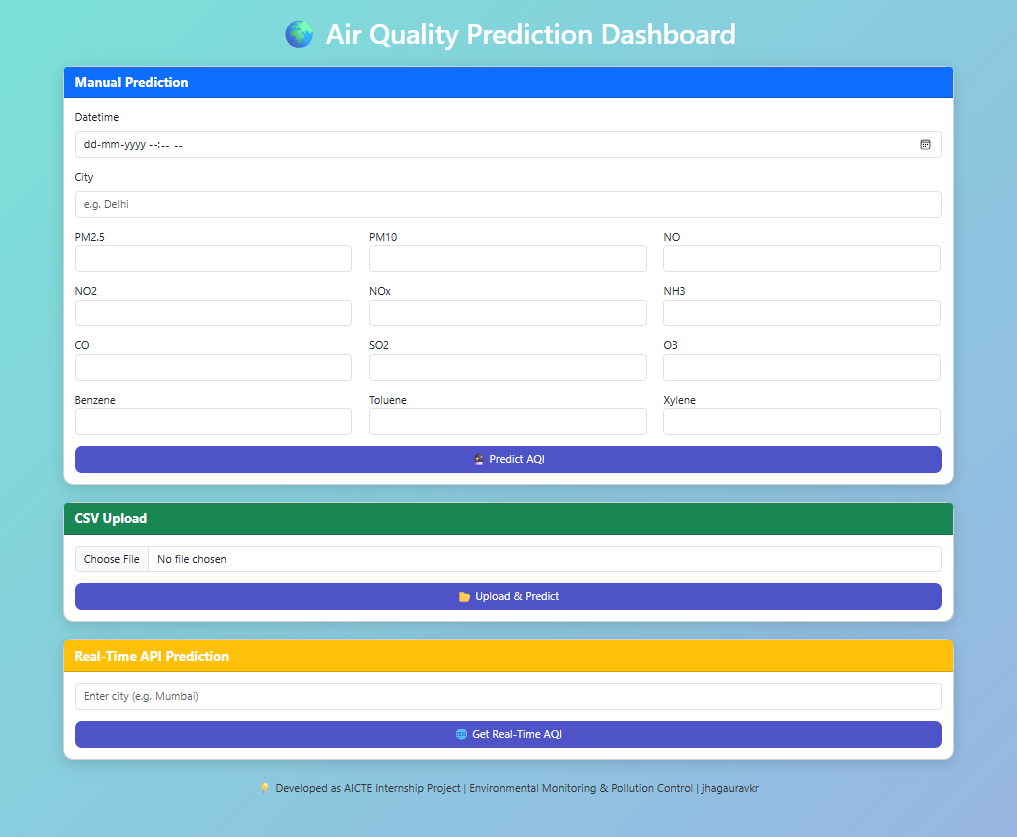 Air Quality Prediction Dashboard
Manual Prediction
Datetime
dd-mm-yyyy --:-- --
City
e.g. Delhi
PM2.5 PM10 NO
NO2 NOx NH3
CO SO2 O3
Benzene Toluene Xylene
Predict AQI
CSV Upload
Choose File No file chosen
Upload & Predict
Real-Time API Prediction
Enter city (e.g. Mumbai)
Get Real-Time AQI
Developed as AICTE Internship Project | Environmental Monitoring & Pollution Control | jhagauravkr